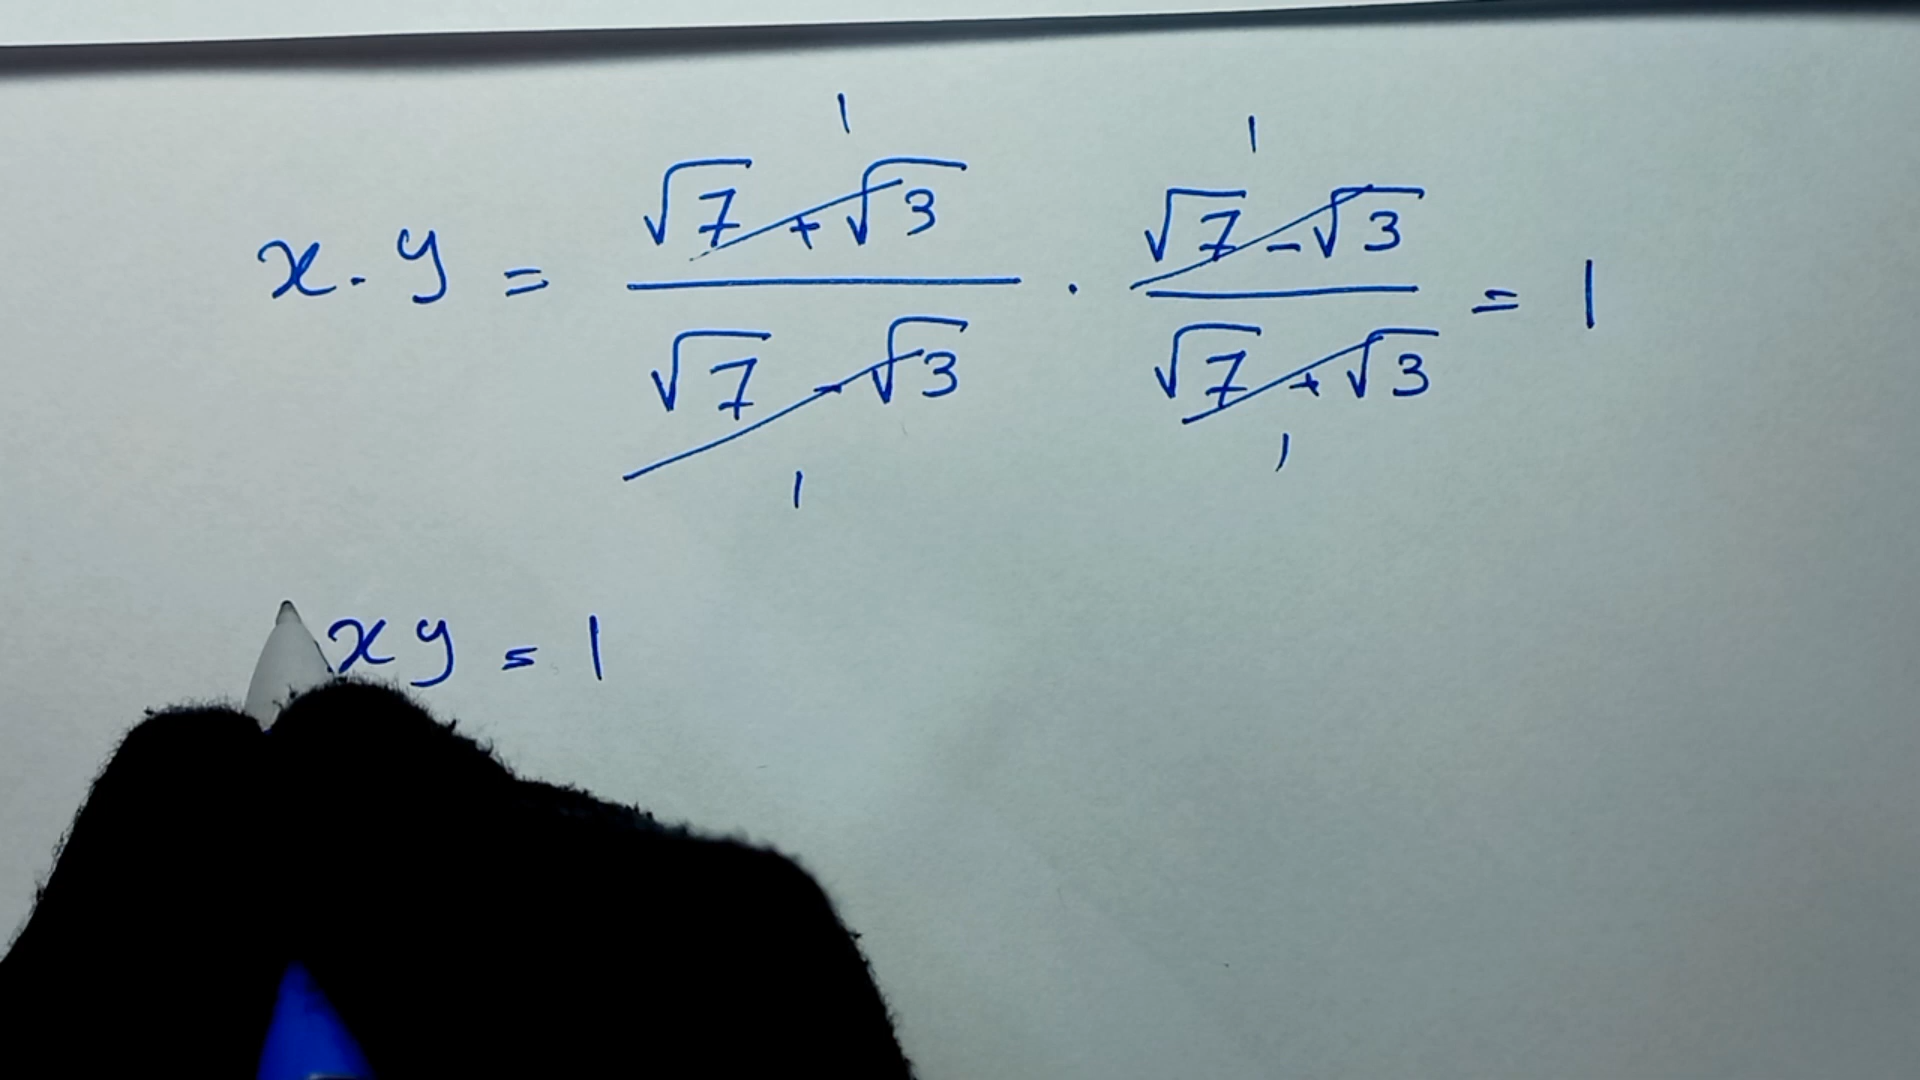 x · y = (√7 + √3)/(√7 - √3) · (√7 - √3)/(√7 + √3) = 1
1 1
1 1
xy = 1